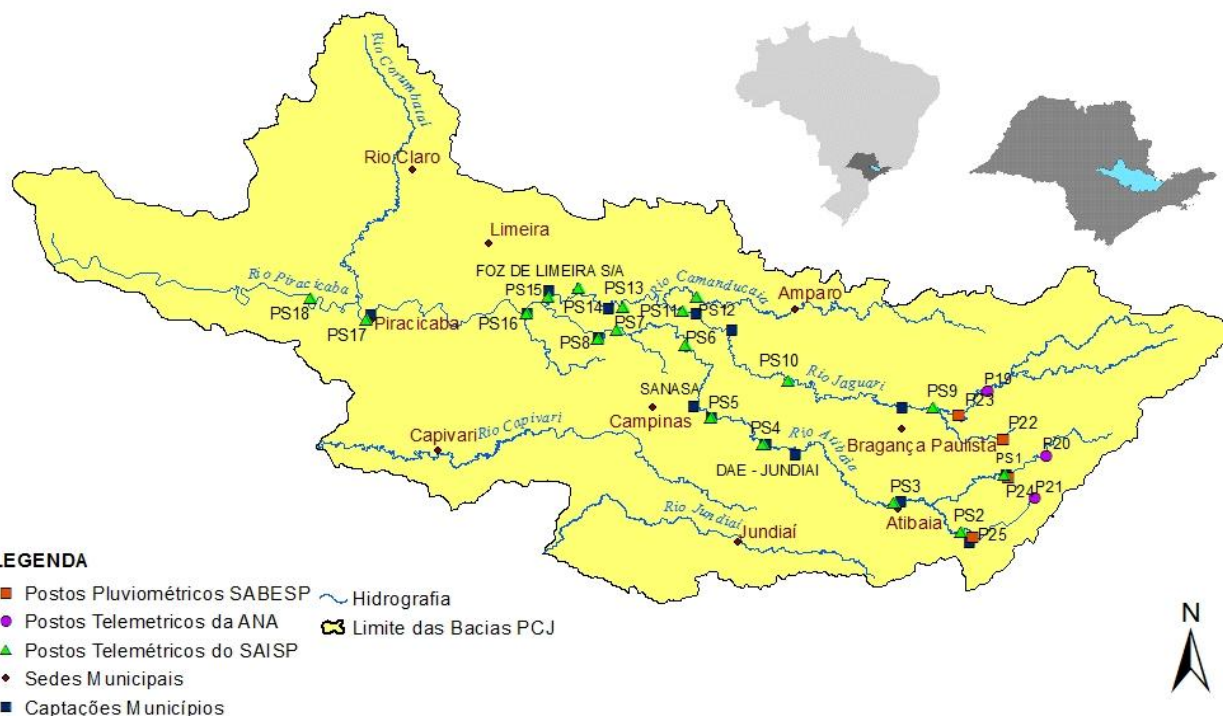 Rio Corumbataí
Rio Claro
Limeira
Rio Piracicaba
FOZ DE LIMEIRA S/A
Rio Camanducaia
Amparo
PS15
PS13
PS14
PS11
PS12
PS18
PS17
Piracicaba
PS16
PS8
PS7
PS6
PS10
Rio Jaguari
PS9
P19
P23
SANASA
PS5
Campinas
Capivari
Rio Capivari
PS4
Rio Atibaia
DAE - JUNDIAI
Bragança Paulista
P22
P20
PS1
P24
P21
PS3
Atibaia
PS2
P25
Rio Jundiaí
Jundiaí
LEGENDA
Postos Pluviométricos SABESP
Postos Telemetricos da ANA
Postos Telemétricos do SAISP
Sedes Municipais
Captações Municípios
Hidrografia
Limite das Bacias PCJ
N